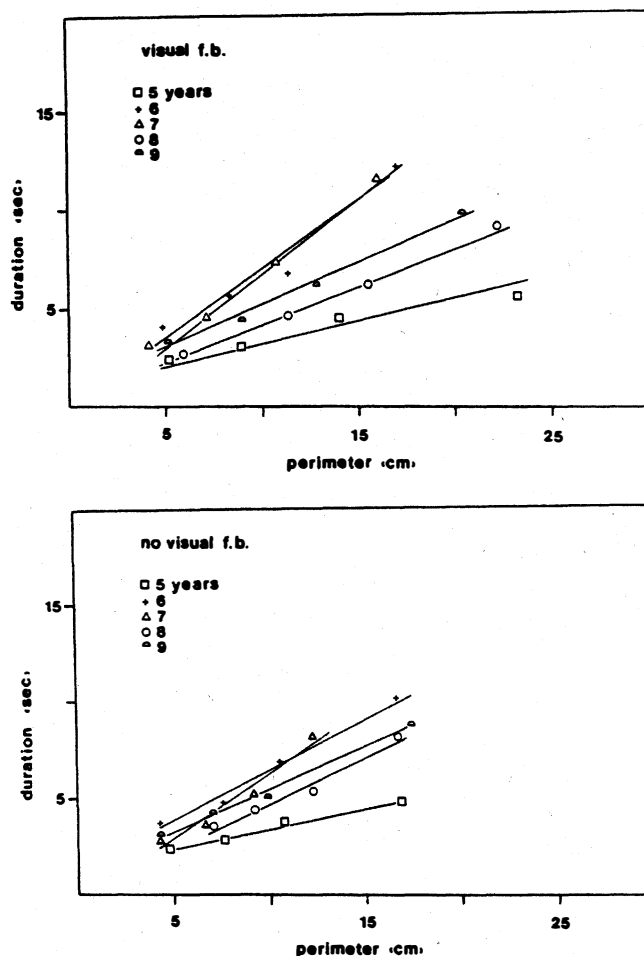 visual f.b.
□ 5 years
+ 6
△ 7
○ 8
9
15
5
duration ‹sec›
5
15
25
perimeter ‹cm›
no visual f.b.
□ 5 years
+ 6
△ 7
○ 8
9
15
5
duration ‹sec›
5
15
25
perimeter ‹cm›